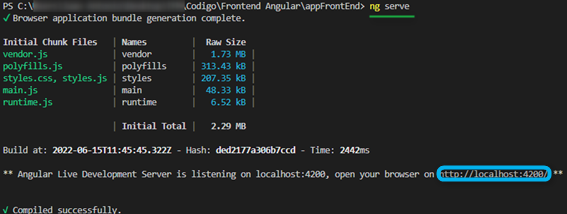 PS C:\ \Codigo\Frontend Angular\appFrontEnd> ng serve
✓ Browser application bundle generation complete.
Initial Chunk Files | Names | Raw Size
vendor.js | vendor | 1.73 MB |
polyfills.js | polyfills | 313.43 kB |
styles.css, styles.js | styles | 207.35 kB |
main.js | main | 48.33 kB |
runtime.js | runtime | 6.52 kB |
| Initial Total | 2.29 MB
Build at: 2022-06-15T11:45:45.322Z - Hash: ded2177a306b7ccd - Time: 2442ms
** Angular Live Development Server is listening on localhost:4200, open your browser on http://localhost:4200/ **
✓ Compiled successfully.